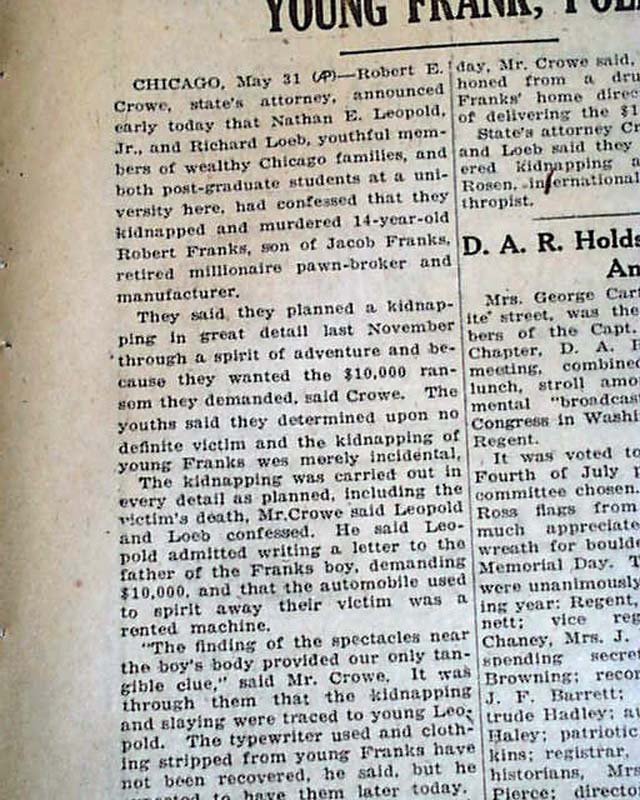 YOUNG FRANK,
CHICAGO, May 31 (AP)—Robert E.
Crowe, state's attorney, announced
early today that Nathan E. Leopold,
Jr., and Richard Loeb, youthful mem-
bers of wealthy Chicago families, and
both post-graduate students at a uni-
versity here, had confessed that they
kidnapped and murdered 14-year-old
Robert Franks, son of Jacob Franks,
retired millionaire pawn-broker and
manufacturer.
They said they planned a kidnap-
ping in great detail last November
through a spirit of adventure and be-
cause they wanted the $10,000 ran-
som they demanded, said Crowe. The
youths said they determined upon no
definite victim and the kidnapping of
young Franks wes merely incidental,
The kidnapping was carried out in
every detail as planned, including the
victim's death, Mr.Crowe said Leopold
and Loeb confessed. He said Leo-
pold admitted writing a letter to the
father of the Franks boy, demanding
$10,000, and that the automobile used
to spirit away their victim was a
rented machine.
"The finding of the spectacles near
the boy's body provided our only tan-
gible clue," said Mr. Crowe. It was
through them that the kidnapping
and slaying were traced to young Leo-
pold. The typewriter used and cloth-
ing stripped from young Franks have
not been recovered, he said, but he
to have them later today.
day, Mr. Crowe said,
honed from a dru
Franks' home direc
of delivering the $1
State's attorney Cr
and Loeb said they
ered kidnapping a
Rosen, international
thropist.
D. A. R. Holds
An
Mrs. George Cart
ite street, was the
bers of the Capt.
Chapter, D. A. R
meeting, combined
lunch, stroll amo
mental "broadcast
Congress in Washi
Regent.
It was voted to
Fourth of July p
committee chosen.
Ross flags from
much appreciate
wreath for boulde
Memorial Day. T
were unanimously
ing year: Regent,
nett; vice reg
Chaney, Mrs. J.
sponding secret
Browning; recor
J. F. Barrett;
trude Hadley; au
Haley; patriotic
kins; registrar,
historians, Mrs
Pierce; directo